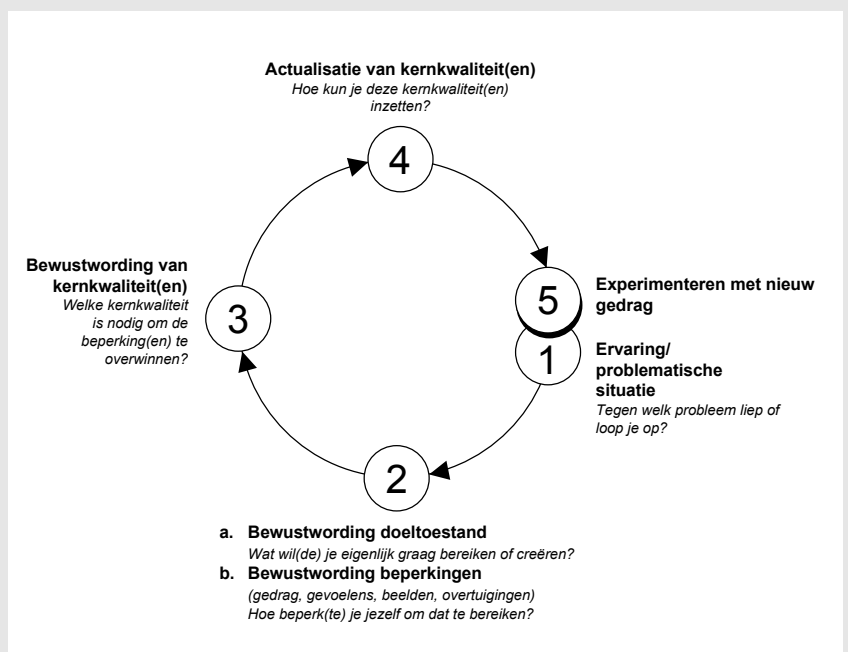 Actualisatie van kernkwaliteit(en)
Hoe kun je deze kernkwaliteit(en)
inzetten?
4
Bewustwording van
kernkwaliteit(en)
Welke kernkwaliteit
is nodig om de
beperking(en) te
overwinnen?
3
5
Experimenteren met nieuw
gedrag
1
Ervaring/
problematische
situatie
Tegen welk probleem liep of
loop je op?
2
a. Bewustwording doeltoestand
Wat wil(de) je eigenlijk graag bereiken of creëren?
b. Bewustwording beperkingen
(gedrag, gevoelens, beelden, overtuigingen)
Hoe beperk(te) je jezelf om dat te bereiken?